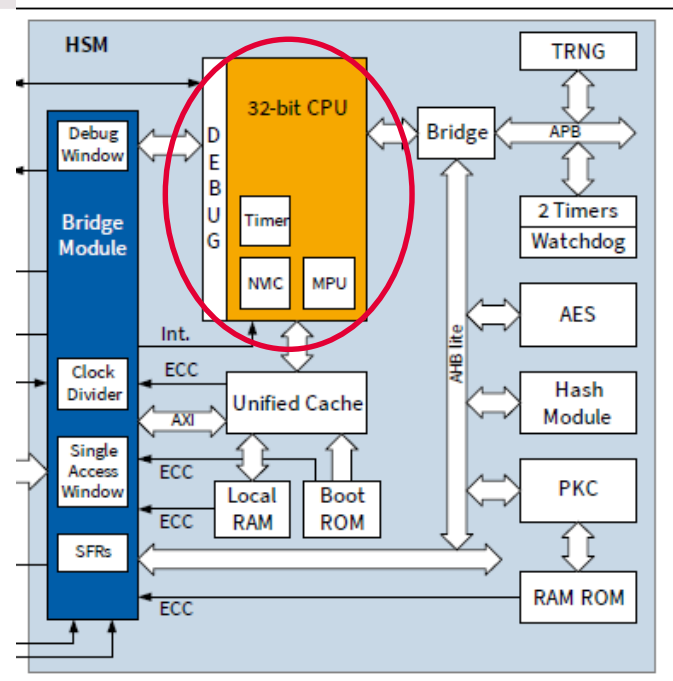 HSM
TRNG
32-bit CPU
D
E
B
U
G
Debug
Window
Bridge
APB
Bridge
Module
Timer
2 Timers
Watchdog
NVIC
MPU
Int.
AHB lite
AES
Clock
Divider
ECC
Unified Cache
Hash
Module
AXI
Single
Access
Window
ECC
Local
RAM
Boot
ROM
PKC
ECC
SFRs
RAM ROM
ECC